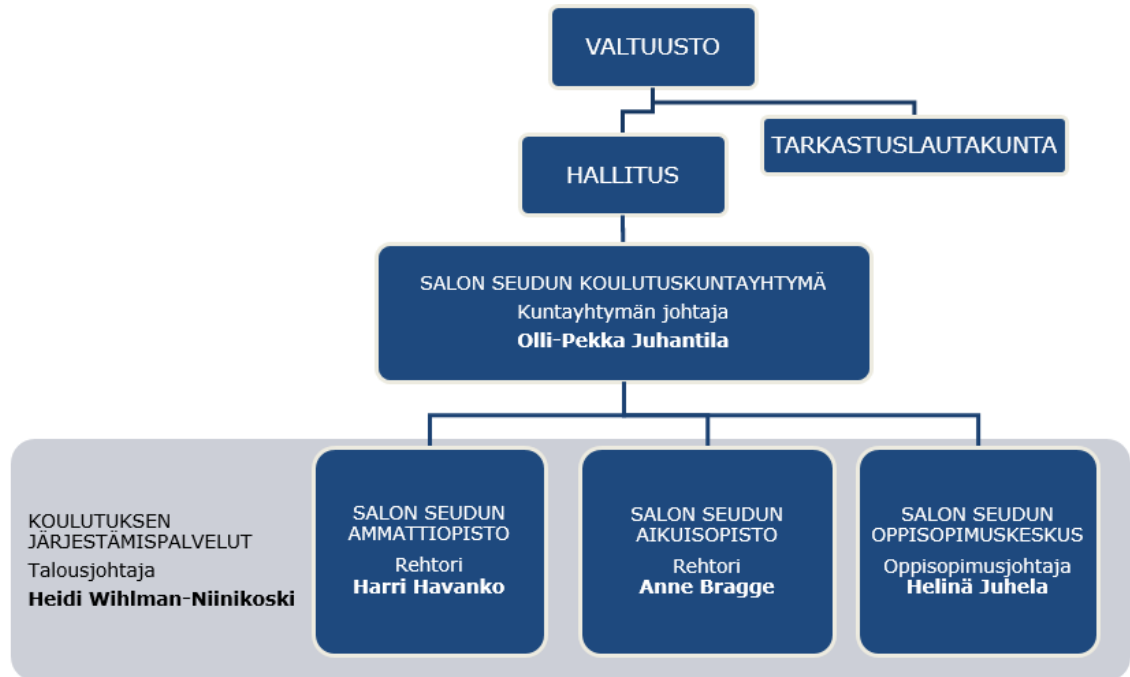 VALTUUSTO
TARKASTUSLAUTAKUNTA
HALLITUS
SALON SEUDUN KOULUTUSKUNTAYHTYMÄ
Kuntayhtymän johtaja
Olli-Pekka Juhantila
KOULUTUKSEN
JÄRJESTÄMISPALVELUT
Talousjohtaja
Heidi Wihlman-Niinikoski
SALON SEUDUN
AMMATTIOPISTO
Rehtori
Harri Havanko
SALON SEUDUN
AIKUISOPISTO
Rehtori
Anne Bragge
SALON SEUDUN
OPPISOPIMUSKESKUS
Oppisopimusjohtaja
Helinä Juhela